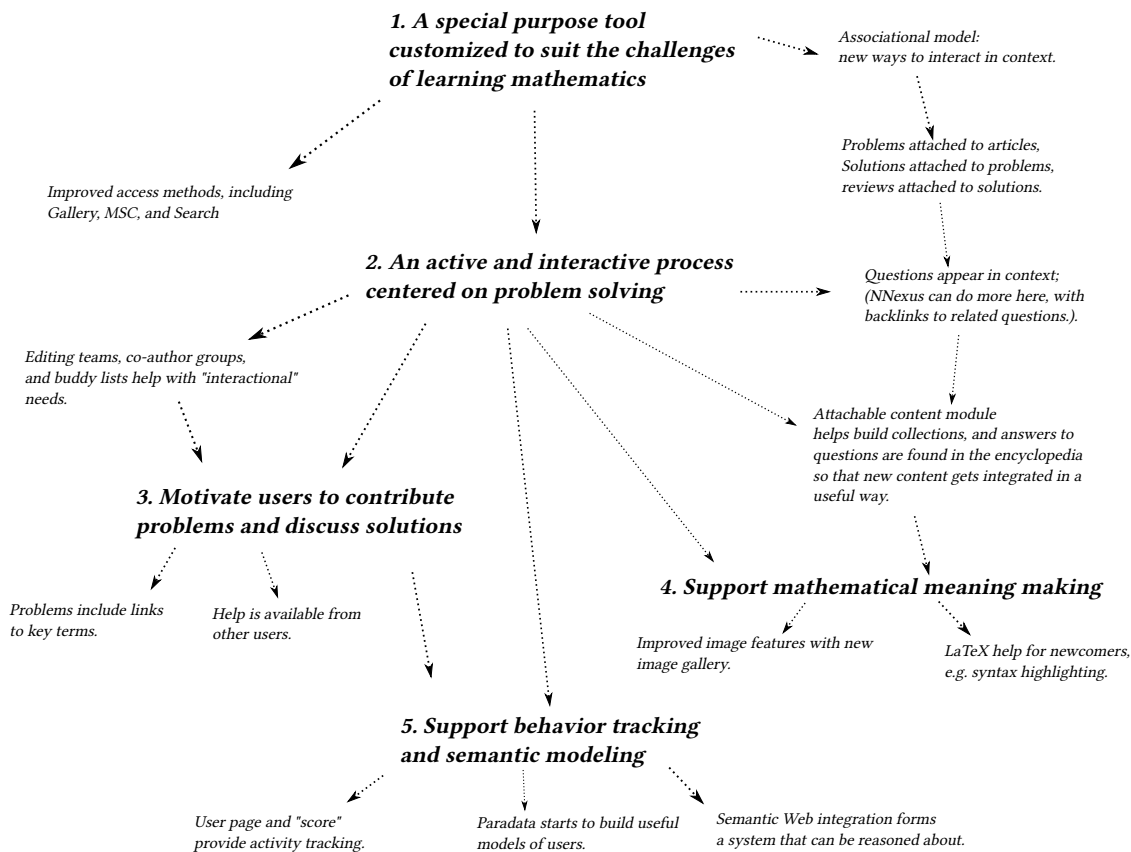 1. A special purpose tool
customized to suit the challenges
of learning mathematics
Associational model:
new ways to interact in context.
Problems attached to articles,
Solutions attached to problems,
reviews attached to solutions.
Improved access methods, including
Gallery, MSC, and Search
2. An active and interactive process
centered on problem solving
Questions appear in context;
(NNexus can do more here, with
backlinks to related questions.).
Editing teams, co-author groups,
and buddy lists help with "interactional"
needs.
Attachable content module
helps build collections, and answers to
questions are found in the encyclopedia
so that new content gets integrated in a
useful way.
3. Motivate users to contribute
problems and discuss solutions
4. Support mathematical meaning making
Problems include links
to key terms.
Help is available from
other users.
Improved image features with new
image gallery.
LaTeX help for newcomers,
e.g. syntax highlighting.
5. Support behavior tracking
and semantic modeling
User page and "score"
provide activity tracking.
Paradata starts to build useful
models of users.
Semantic Web integration forms
a system that can be reasoned about.